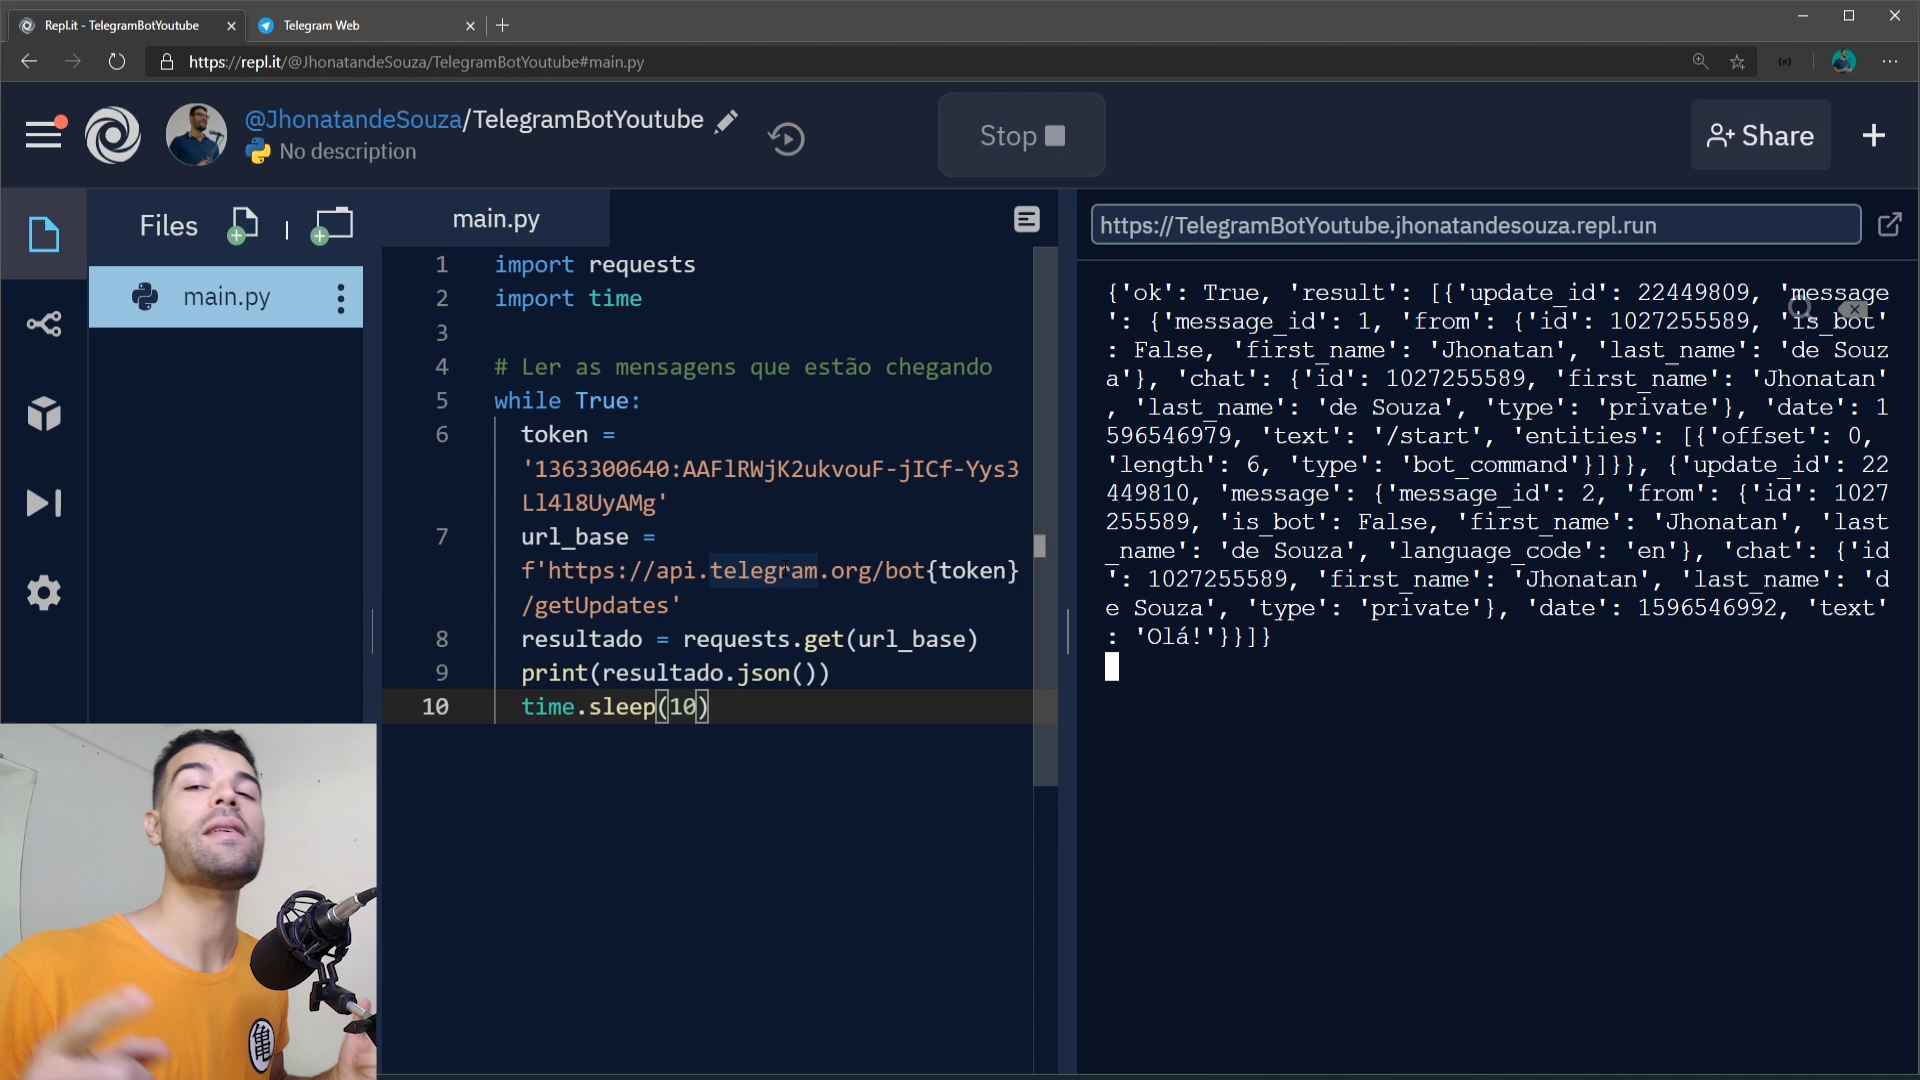 Repl.it - TelegramBotYoutube
Telegram Web
https://repl.it/@JhonatandeSouza/TelegramBotYoutube#main.py
@JhonatandeSouza/TelegramBotYoutube
No description
Stop
Share
Files
main.py
main.py
1 import requests
2 import time
3
4 # Ler as mensagens que estão chegando
5 while True:
6 token =
'1363300640:AAFlRWjK2ukvouF-jICf-Yys3
Ll4l8UyAMg'
7 url_base =
f'https://api.telegram.org/bot{token}
/getUpdates'
8 resultado = requests.get(url_base)
9 print(resultado.json())
10 time.sleep(10)
https://TelegramBotYoutube.jhonatandesouza.repl.run
{'ok': True, 'result': [{'update_id': 22449809, 'message
': {'message_id': 1, 'from': {'id': 1027255589, 'is_bot'
: False, 'first_name': 'Jhonatan', 'last_name': 'de Souz
a'}, 'chat': {'id': 1027255589, 'first_name': 'Jhonatan'
, 'last_name': 'de Souza', 'type': 'private'}, 'date': 1
596546979, 'text': '/start', 'entities': [{'offset': 0,
'length': 6, 'type': 'bot_command'}]}}, {'update_id': 22
449810, 'message': {'message_id': 2, 'from': {'id': 1027
255589, 'is_bot': False, 'first_name': 'Jhonatan', 'last
_name': 'de Souza', 'language_code': 'en'}, 'chat': {'id
': 1027255589, 'first_name': 'Jhonatan', 'last_name': 'd
e Souza', 'type': 'private'}, 'date': 1596546992, 'text'
: 'Olá!'}}]}
亀